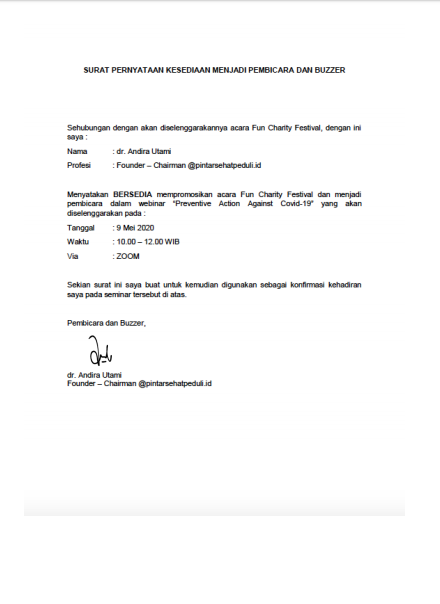 SURAT PERNYATAAN KESEDIAAN MENJADI PEMBICARA DAN BUZZER
Sehubungan dengan akan diselenggarakannya acara Fun Charity Festival, dengan ini
saya :
Nama : dr. Andira Utami
Profesi : Founder – Chairman @pintarsehatpeduli.id
Menyatakan BERSEDIA mempromosikan acara Fun Charity Festival dan menjadi
pembicara dalam webinar "Preventive Action Against Covid-19" yang akan
diselenggarakan pada :
Tanggal : 9 Mei 2020
Waktu : 10.00 – 12.00 WIB
Via : ZOOM
Sekian surat ini saya buat untuk kemudian digunakan sebagai konfirmasi kehadiran
saya pada seminar tersebut di atas.
Pembicara dan Buzzer,
dr. Andira Utami
Founder – Chairman @pintarsehatpeduli.id